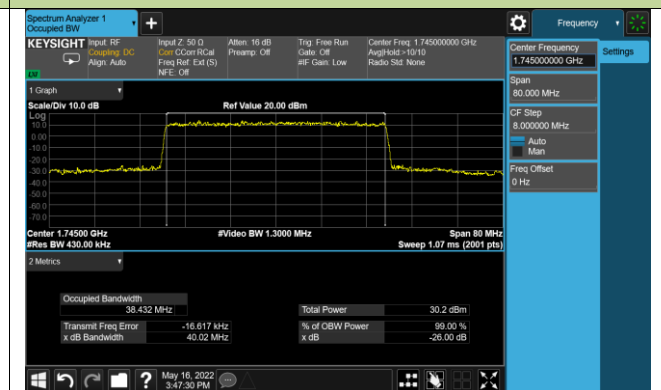 Spectrum Analyzer 1
Occupied BW
Frequency
KEYSIGHT
Input: RF
Coupling: DC
Align: Auto
Input Z: 50 Ω
Corr CCorr RCal
Freq Ref: Ext (S)
NFE: Off
Atten: 16 dB
Preamp: Off
Trig: Free Run
Gate: Off
#IF Gain: Low
Center Freq: 1.745000000 GHz
Avg|Hold:>10/10
Radio Std: None
Center Frequency
1.745000000 GHz
Settings
Span
80.000 MHz
CF Step
8.000000 MHz
Auto
Man
Freq Offset
0 Hz
1 Graph
Scale/Div 10.0 dB
Ref Value 20.00 dBm
Log
10.0
0.00
-10.0
-20.0
-30.0
-40.0
-50.0
-60.0
-70.0
Center 1.74500 GHz
#Video BW 1.3000 MHz
Span 80 MHz
#Res BW 430.00 kHz
Sweep 1.07 ms (2001 pts)
2 Metrics
Occupied Bandwidth
38.432 MHz
Total Power 30.2 dBm
Transmit Freq Error -16.617 kHz
% of OBW Power 99.00 %
x dB Bandwidth 40.02 MHz
x dB -26.00 dB
May 16, 2022
3:47:30 PM